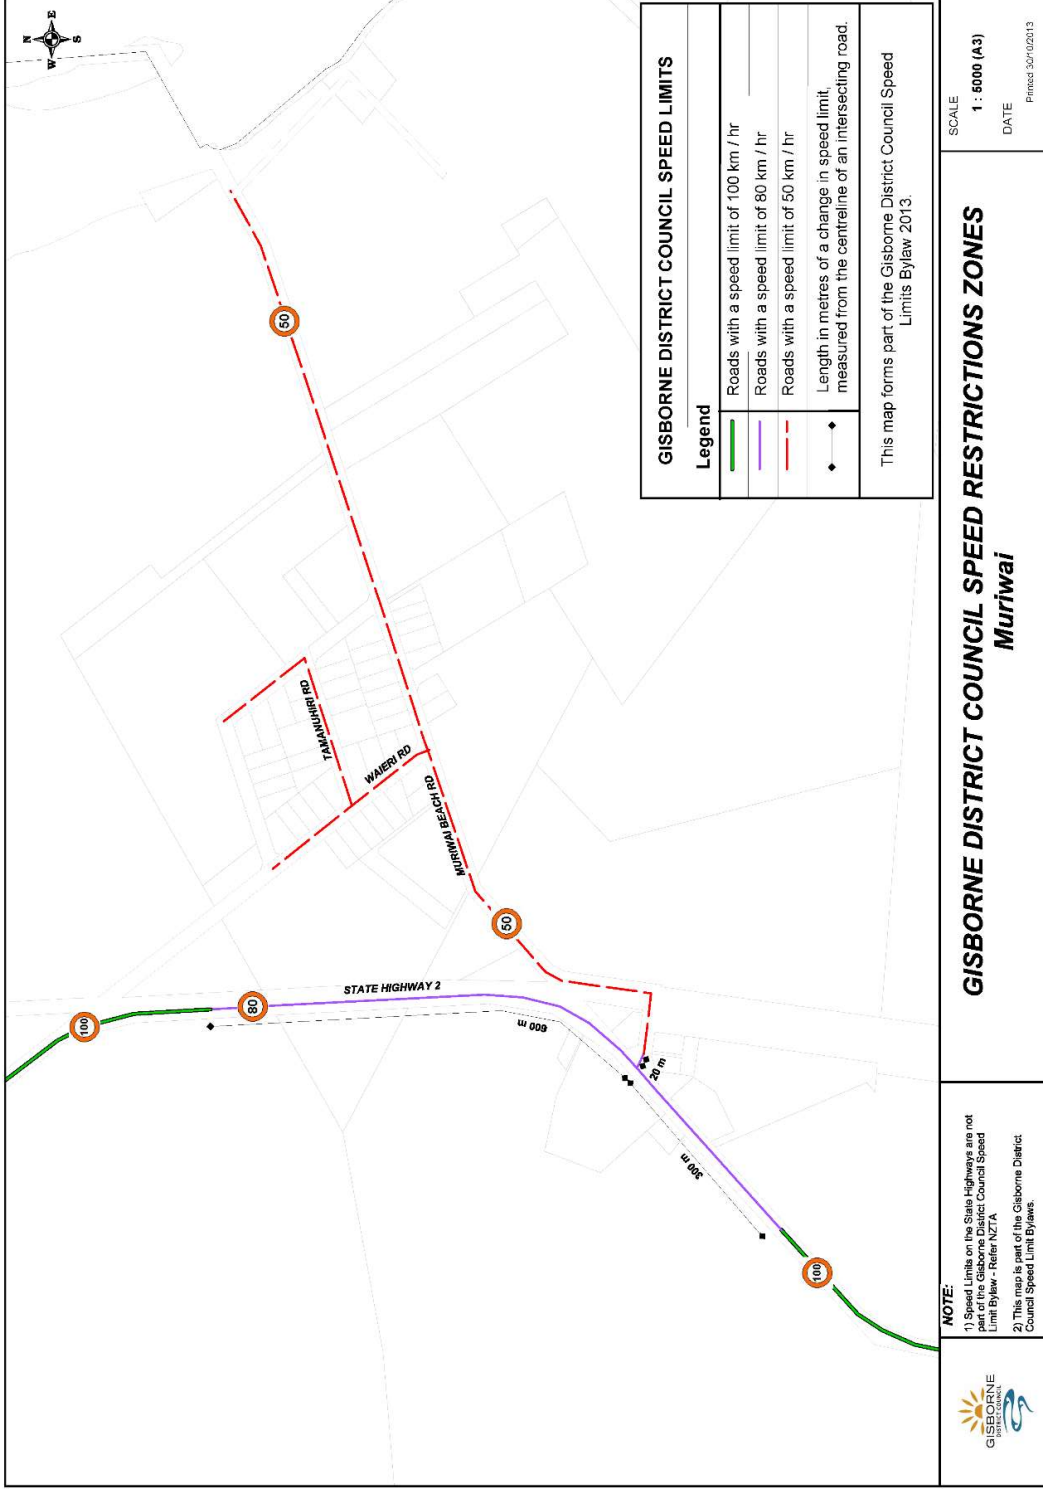 N
E
S
W
100
80
STATE HIGHWAY 2
600 m
300 m
20 m
100
50
MURIWAI BEACH RD
WAIERI RD
TAMANUHIRI RD
50
GISBORNE DISTRICT COUNCIL SPEED LIMITS
Legend
Roads with a speed limit of 100 km / hr
Roads with a speed limit of 80 km / hr
Roads with a speed limit of 50 km / hr
Length in metres of a change in speed limit,
measured from the centreline of an intersecting road.
This map forms part of the Gisborne District Council Speed
Limits Bylaw 2013.
GISBORNE
DISTRICT COUNCIL
NOTE:
1) Speed Limits on the State Highways are not
part of the Gisborne District Council Speed
Limit Bylaw - Refer NZTA
2) This map is part of the Gisborne District
Council Speed Limit Bylaws.
GISBORNE DISTRICT COUNCIL SPEED RESTRICTIONS ZONES
Muriwai
SCALE
1 : 5000 (A3)
DATE
Printed 30/10/2013